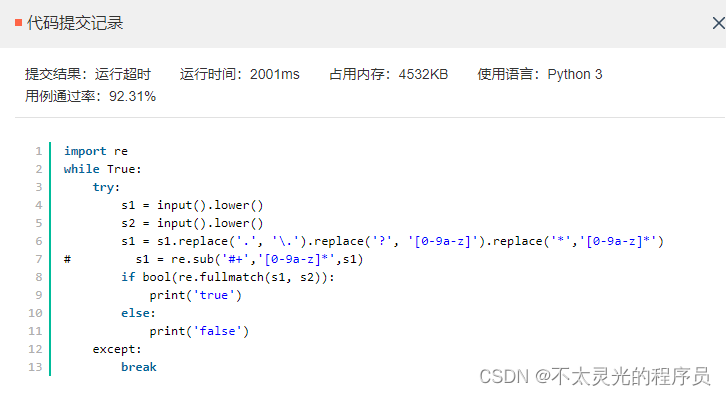 代码提交记录
提交结果：运行超时 运行时间：2001ms 占用内存：4532KB 使用语言：Python 3
用例通过率：92.31%
1 import re
2 while True:
3     try:
4         s1 = input().lower()
5         s2 = input().lower()
6         s1 = s1.replace('.', '\.').replace('?', '[0-9a-z]').replace('*','[0-9a-z]*')
7 #         s1 = re.sub('#+','[0-9a-z]*',s1)
8         if bool(re.fullmatch(s1, s2)):
9             print('true')
10         else:
11             print('false')
12     except:
13         break
CSDN @不太灵光的程序员